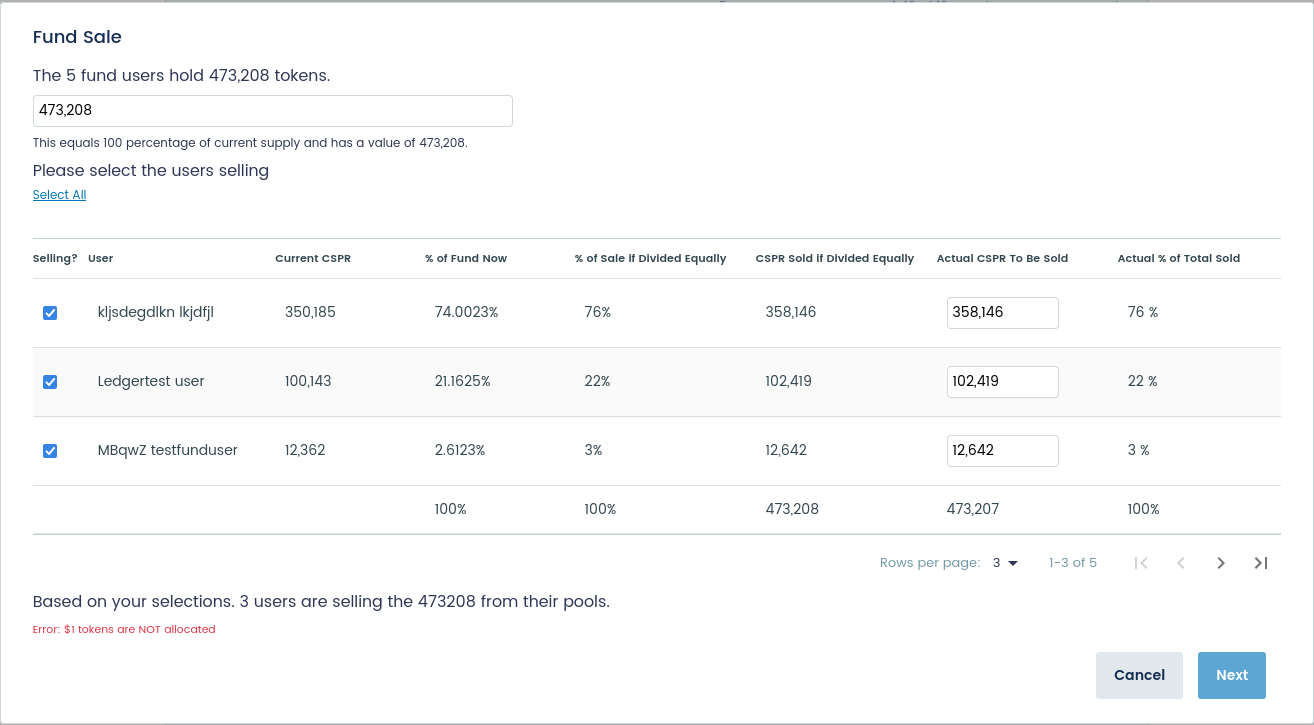 Fund Sale
The 5 fund users hold 473,208 tokens.
473,208
This equals 100 percentage of current supply and has a value of 473,208.
Please select the users selling
Select All
Selling? User Current CSPR % of Fund Now % of Sale if Divided Equally CSPR Sold if Divided Equally Actual CSPR To Be Sold Actual % of Total Sold
kljsdegdlkn lkjdfjl 350,185 74.0023% 76% 358,146 358,146 76 %
Ledgertest user 100,143 21.1625% 22% 102,419 102,419 22 %
MBqwZ testfunduser 12,362 2.6123% 3% 12,642 12,642 3 %
100% 100% 473,208 473,207 100%
Rows per page: 3 1-3 of 5
Based on your selections. 3 users are selling the 473208 from their pools.
Error: $1 tokens are NOT allocated
Cancel Next